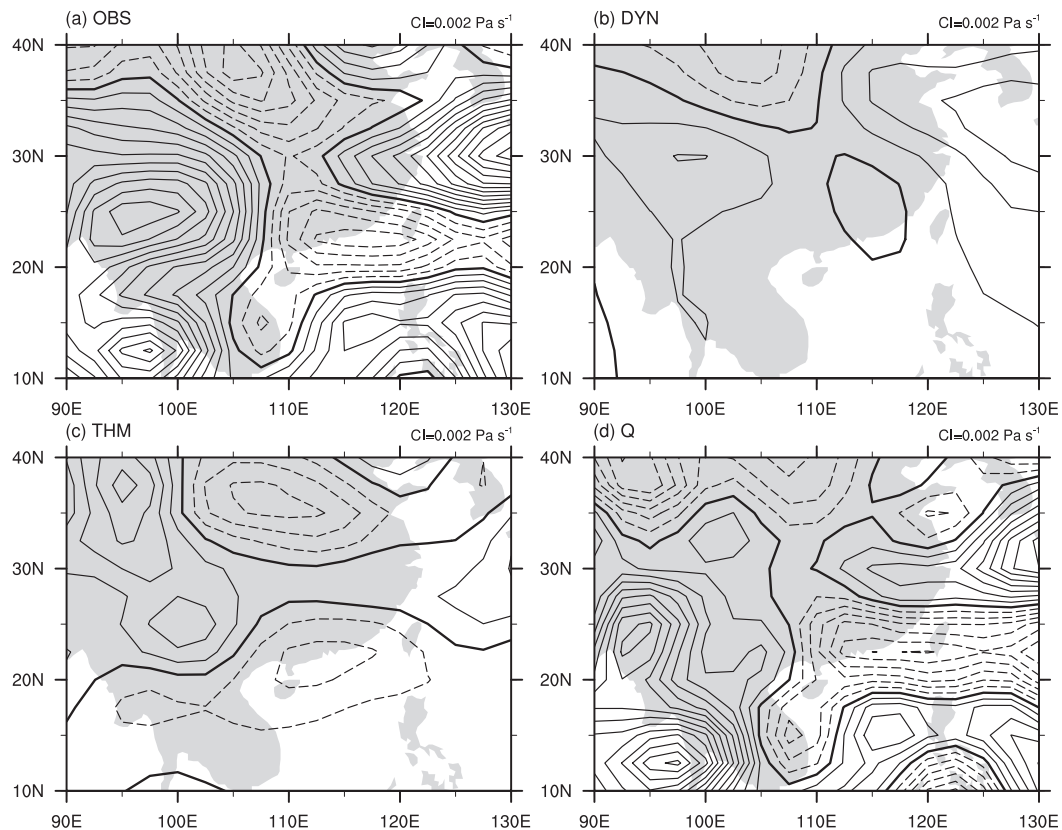 (a) OBS CI=0.002 Pa s⁻¹ (b) DYN CI=0.002 Pa s⁻¹
40N 40N
30N 30N
20N 20N
10N 10N
90E 100E 110E 120E 130E 90E 100E 110E 120E 130E
(c) THM CI=0.002 Pa s⁻¹ (d) Q CI=0.002 Pa s⁻¹
40N 40N
30N 30N
20N 20N
10N 10N
90E 100E 110E 120E 130E 90E 100E 110E 120E 130E